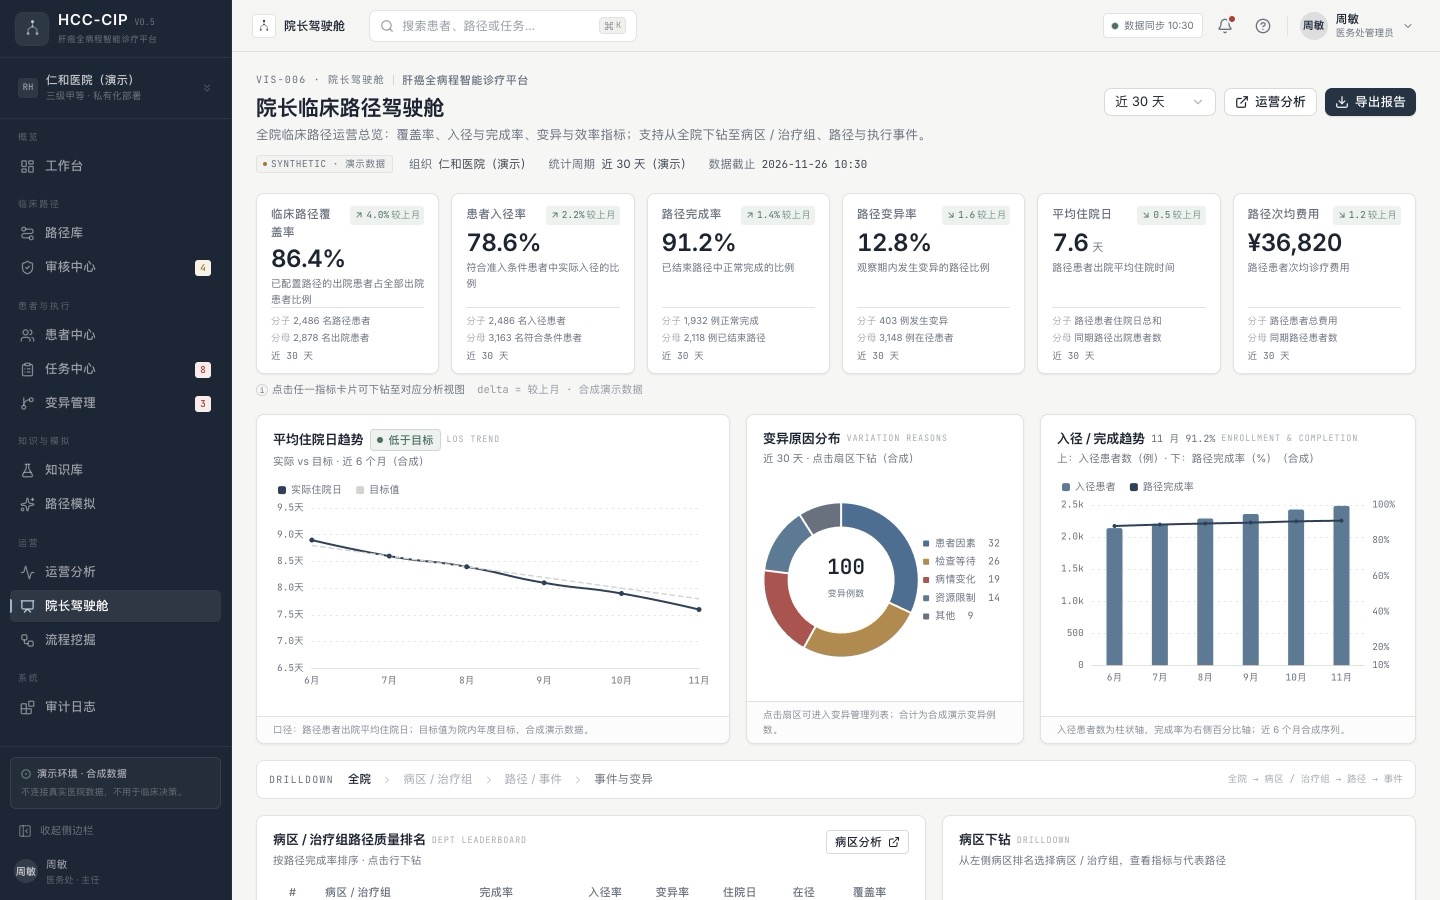 HCC-CIP V0.5
肝癌全病程智能诊疗平台
RH
仁和医院（演示）
三级甲等 · 私有化部署
概览
工作台
临床路径
路径库
审核中心 4
患者与执行
患者中心
任务中心 8
变异管理 3
知识与模拟
知识库
路径模拟
运营
运营分析
院长驾驶舱
流程挖掘
系统
审计日志
演示环境 · 合成数据
不连接真实医院数据，不用于临床决策。
收起侧边栏
周敏
周敏
医务处 · 主任
院长驾驶舱
搜索患者、路径或任务...
⌘K
数据同步 10:30
周敏
周敏
医务处管理员
VIS-006 · 院长驾驶舱 | 肝癌全病程智能诊疗平台
院长临床路径驾驶舱
全院临床路径运营总览：覆盖率、入径与完成率、变异与效率指标；支持从全院下钻至病区 / 治疗组、路径与执行事件。
近 30 天
运营分析
导出报告
SYNTHETIC · 演示数据
组织 仁和医院（演示）
统计周期 近 30 天（演示）
数据截止 2026-11-26 10:30
临床路径覆盖率
↗ 4.0% 较上月
86.4%
已配置路径的出院患者占全部出院
患者比例
分子 2,486 名路径患者
分母 2,878 名出院患者
近 30 天
患者入径率
↗ 2.2% 较上月
78.6%
符合准入条件患者中实际入径的比
例
分子 2,486 名入径患者
分母 3,163 名符合条件患者
近 30 天
路径完成率
↗ 1.4% 较上月
91.2%
已结束路径中正常完成的比例
分子 1,932 例正常完成
分母 2,118 例已结束路径
近 30 天
路径变异率
↘ 1.6 较上月
12.8%
观察期内发生变异的路径比例
分子 403 例发生变异
分母 3,148 例在径患者
近 30 天
平均住院日
↘ 0.5 较上月
7.6 天
路径患者出院平均住院时间
分子 路径患者住院日总和
分母 同期路径出院患者数
近 30 天
路径次均费用
↘ 1.2 较上月
¥36,820
路径患者次均诊疗费用
分子 路径患者总费用
分母 同期路径患者数
近 30 天
点击任一指标卡片可下钻至对应分析视图 delta = 较上月 · 合成演示数据
平均住院日趋势 低于目标 LOS TREND
实际 vs 目标 · 近 6 个月（合成）
实际住院日 目标值
9.5天
9.0天
8.5天
8.0天
7.5天
7.0天
6.5天
6月 7月 8月 9月 10月 11月
口径：路径患者出院平均住院日；目标值为院内年度目标，合成演示数据。
变异原因分布 VARIATION REASONS
近 30 天 · 点击扇区下钻（合成）
100
变异例数
患者因素 32
检查等待 26
病情变化 19
资源限制 14
其他 9
点击扇区可进入变异管理列表；合计为合成演示变异例
数。
入径 / 完成趋势 11 月 91.2% ENROLLMENT & COMPLETION
上：入径患者数（例）· 下：路径完成率（%）（合成）
入径患者 路径完成率
2.5k 100%
2.0k 80%
1.5k 60%
1.0k 40%
500 20%
0 10%
6月 7月 8月 9月 10月 11月
入径患者数为柱状轴，完成率为右侧百分比轴；近 6 个月合成序列。
DRILLDOWN 全院 > 病区 / 治疗组 > 路径 / 事件 > 事件与变异
全院 → 病区 / 治疗组 → 路径 → 事件
病区 / 治疗组路径质量排名 DEPT LEADERBOARD
按路径完成率排序 · 点击行下钻
病区分析
# 病区 / 治疗组 完成率 入径率 变异率 住院日 在径 覆盖率
病区下钻 DRILLDOWN
从左侧病区排名选择病区 / 治疗组，查看指标与代表路径